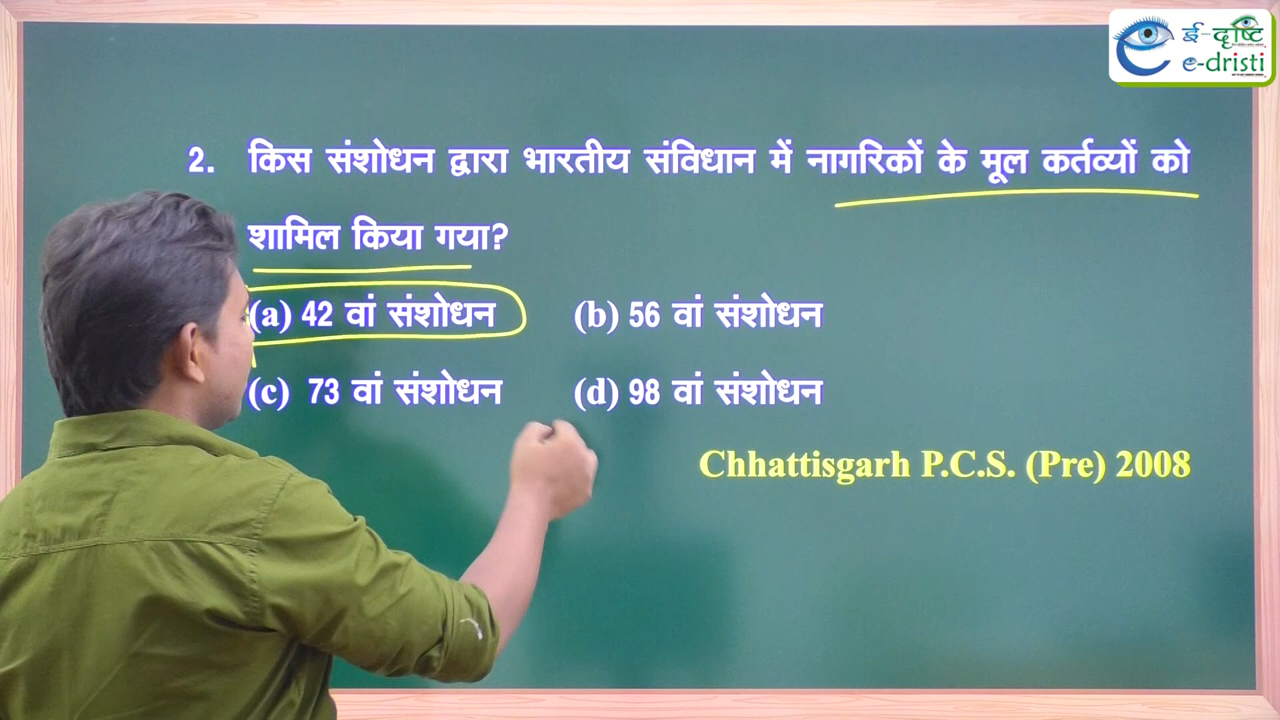 ई-दृष्टि
e-dristi
2. किस संशोधन द्वारा भारतीय संविधान में नागरिकों के मूल कर्तव्यों को
शामिल किया गया?
(a) 42 वां संशोधन (b) 56 वां संशोधन
(c) 73 वां संशोधन (d) 98 वां संशोधन
Chhattisgarh P.C.S. (Pre) 2008